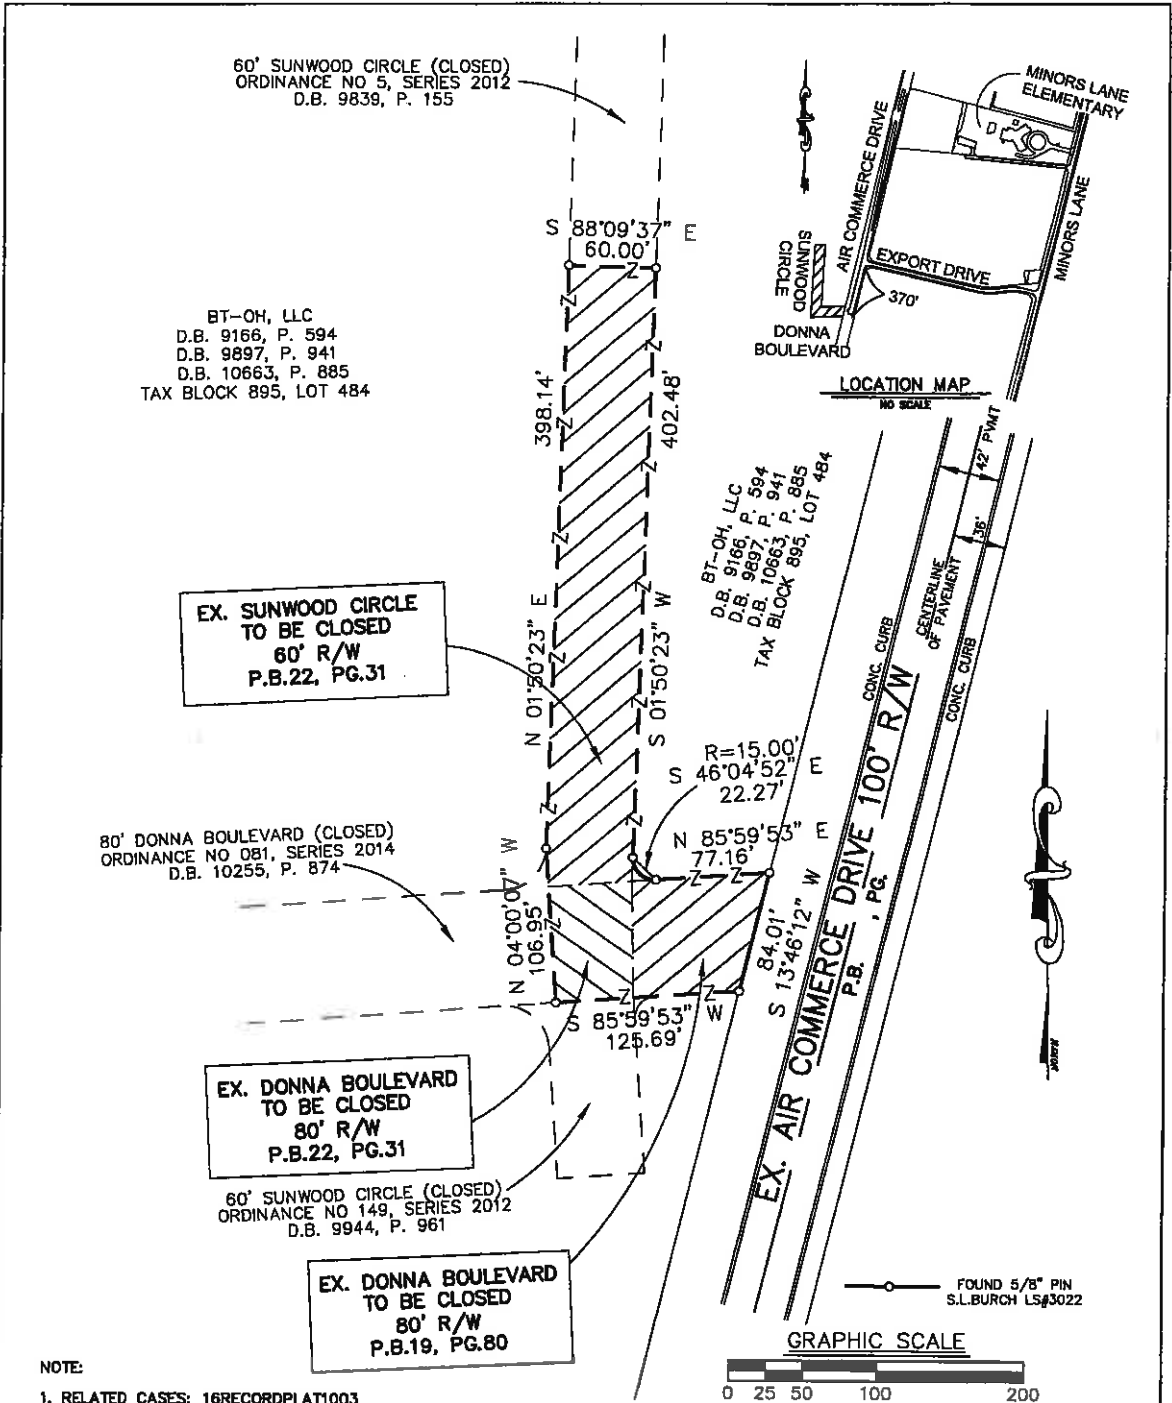 60' SUNWOOD CIRCLE (CLOSED)
ORDINANCE NO 5, SERIES 2012
D.B. 9839, P. 155
MINORS LANE
ELEMENTARY
AIR COMMERCE DRIVE
MINORS LANE
SUNWOOD
CIRCLE
EXPORT DRIVE
370'
DONNA
BOULEVARD
LOCATION MAP
NO SCALE
S 88°09'37" E
60.00'
BT-OH, LLC
D.B. 9166, P. 594
D.B. 9897, P. 941
D.B. 10663, P. 885
TAX BLOCK 895, LOT 484
398.14'
402.48'
N 01°50'23" E
S 01°50'23" W
BT-OH, LLC
D.B. 9166, P. 594
D.B. 9897, P. 941
D.B. 10663, P. 885
TAX BLOCK 895, LOT 484
42' PVMT
36'
CENTERLINE
OF PAVEMENT
CONC. CURB
CONC. CURB
EX. SUNWOOD CIRCLE
TO BE CLOSED
60' R/W
P.B.22, PG.31
R=15.00'
S 46°04'52" E
22.27'
N 85°59'53" E
77.16'
80' DONNA BOULEVARD (CLOSED)
ORDINANCE NO 081, SERIES 2014
D.B. 10255, P. 874
N 04°00'07" W
106.95'
84.01'
S 13°46'12" W
S 85°59'53" W
125.69'
EX. AIR COMMERCE DRIVE 100' R/W
P.B. , PG.
NORTH
EX. DONNA BOULEVARD
TO BE CLOSED
80' R/W
P.B.22, PG.31
60' SUNWOOD CIRCLE (CLOSED)
ORDINANCE NO 149, SERIES 2012
D.B. 9944, P. 961
EX. DONNA BOULEVARD
TO BE CLOSED
80' R/W
P.B.19, PG.80
FOUND 5/8" PIN
S.L.BURCH LS#3022
GRAPHIC SCALE
0 25 50 100 200
NOTE:
1. RELATED CASES: 16RECORDPLAT1003